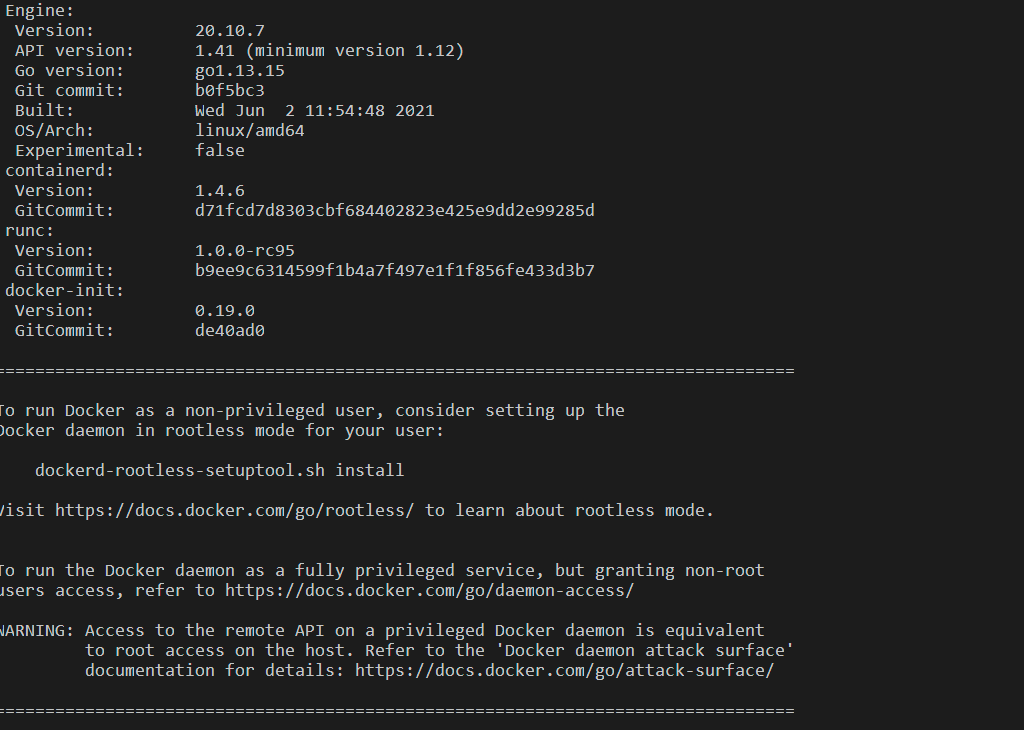 Engine:
 Version:          20.10.7
 API version:      1.41 (minimum version 1.12)
 Go version:       go1.13.15
 Git commit:       b0f5bc3
 Built:            Wed Jun  2 11:54:48 2021
 OS/Arch:          linux/amd64
 Experimental:     false
containerd:
 Version:          1.4.6
 GitCommit:        d71fcd7d8303cbf684402823e425e9dd2e99285d
runc:
 Version:          1.0.0-rc95
 GitCommit:        b9ee9c6314599f1b4a7f497e1f1f856fe433d3b7
docker-init:
 Version:          0.19.0
 GitCommit:        de40ad0
================================================================================
To run Docker as a non-privileged user, consider setting up the
Docker daemon in rootless mode for your user:
    dockerd-rootless-setuptool.sh install
Visit https://docs.docker.com/go/rootless/ to learn about rootless mode.
To run the Docker daemon as a fully privileged service, but granting non-root
users access, refer to https://docs.docker.com/go/daemon-access/
WARNING: Access to the remote API on a privileged Docker daemon is equivalent
         to root access on the host. Refer to the 'Docker daemon attack surface'
         documentation for details: https://docs.docker.com/go/attack-surface/
================================================================================